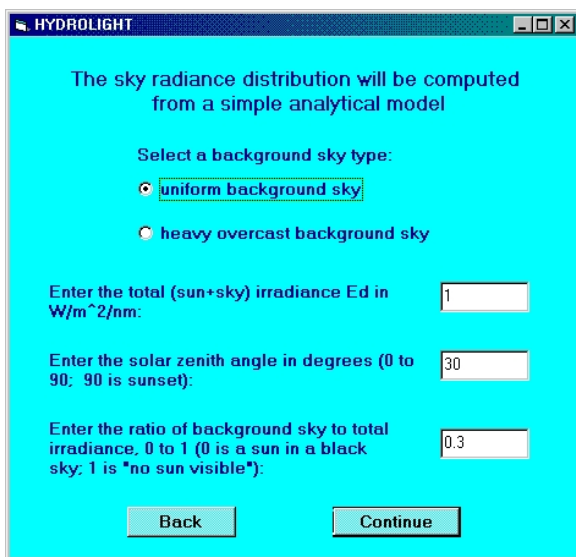 HYDROLIGHT
The sky radiance distribution will be computed
from a simple analytical model
Select a background sky type:
uniform background sky
heavy overcast background sky
Enter the total (sun+sky) irradiance Ed in
W/m^2/nm:
1
Enter the solar zenith angle in degrees (0 to
90; 90 is sunset):
30
Enter the ratio of background sky to total
irradiance, 0 to 1 (0 is a sun in a black
sky; 1 is "no sun visible"):
0.3
Back
Continue